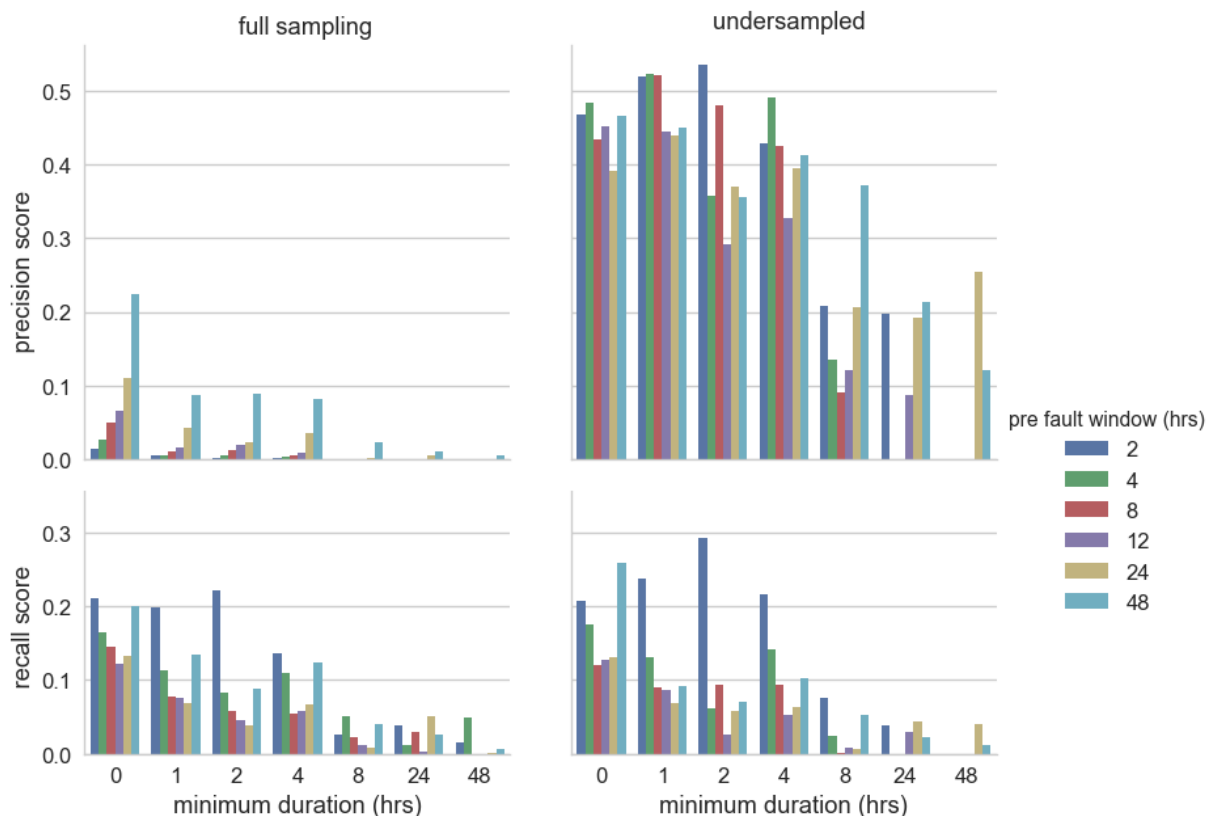 full sampling
undersampled
precision score
0.5
0.4
0.3
0.2
0.1
0.0
recall score
0.3
0.2
0.1
0.0
0 1 2 4 8 24 48
minimum duration (hrs)
0 1 2 4 8 24 48
minimum duration (hrs)
pre fault window (hrs)
2
4
8
12
24
48